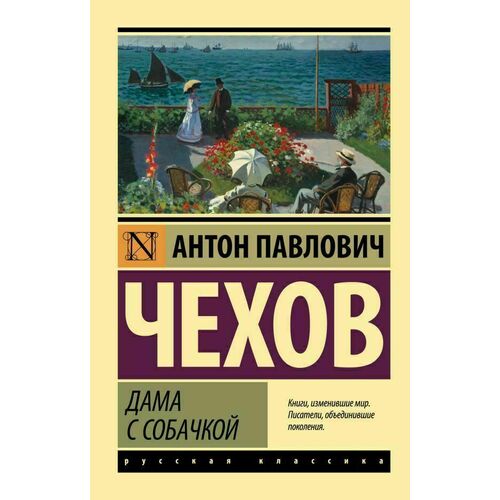 N
АНТОН ПАВЛОВИЧ
ЧЕХОВ
ДАМА
С СОБАЧКОЙ
Книги, изменившие мир.
Писатели, объединившие
поколения.
русская классика